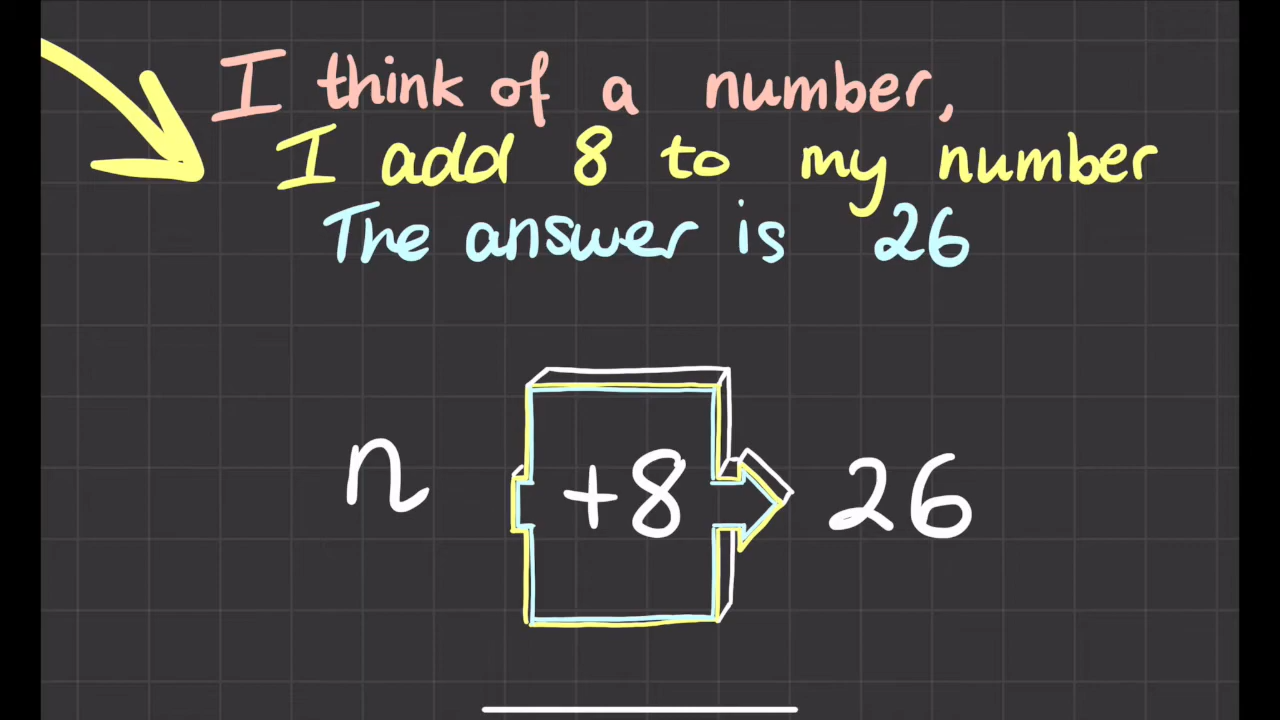 I think of a number,
I add 8 to my number
The answer is 26
n +8 26